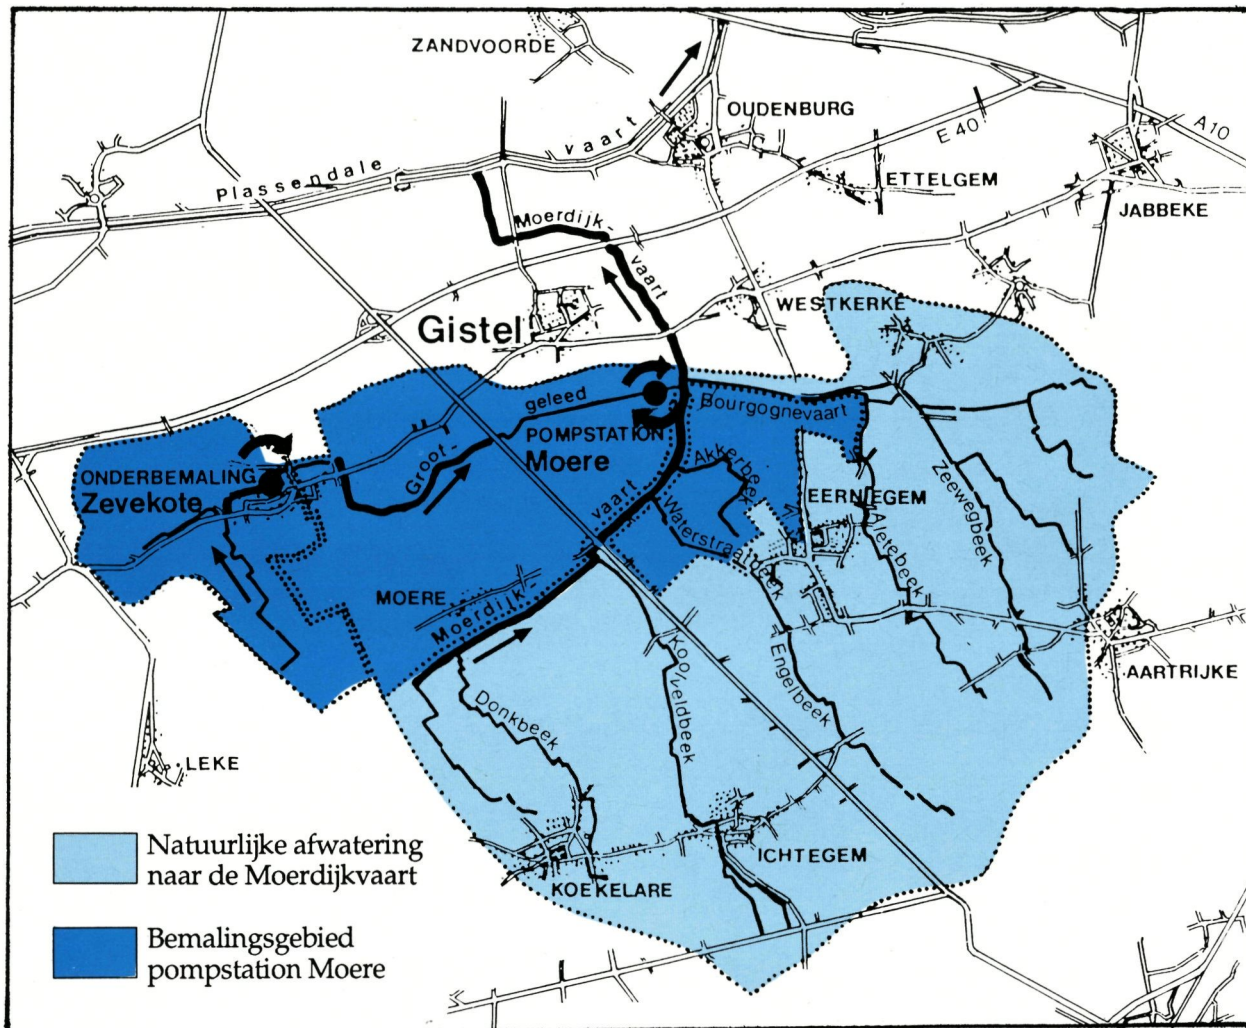 ZANDVOORDE
OUDENBURG
E 40
A10
Plassendale vaart
ETTELGEM
JABBEKE
Moerdijk-
vaart
WESTKERKE
Gistel
geleed
Bourgognevaart
POMPSTATION
Moere
Groot-
ONDERBEMALING
Zevekote
Akkerbeek
vaart
Waterstraatbeek
EERNEGEM
Aletebeek
Zeewegbeek
MOERE
Moerdijk-
AARTRIJKE
Koolveldbeek
Engelbeek
Donkbeek
LEKE
ICHTEGEM
KOEKELARE
Natuurlijke afwatering
naar de Moerdijkvaart
Bemalingsgebied
pompstation Moere